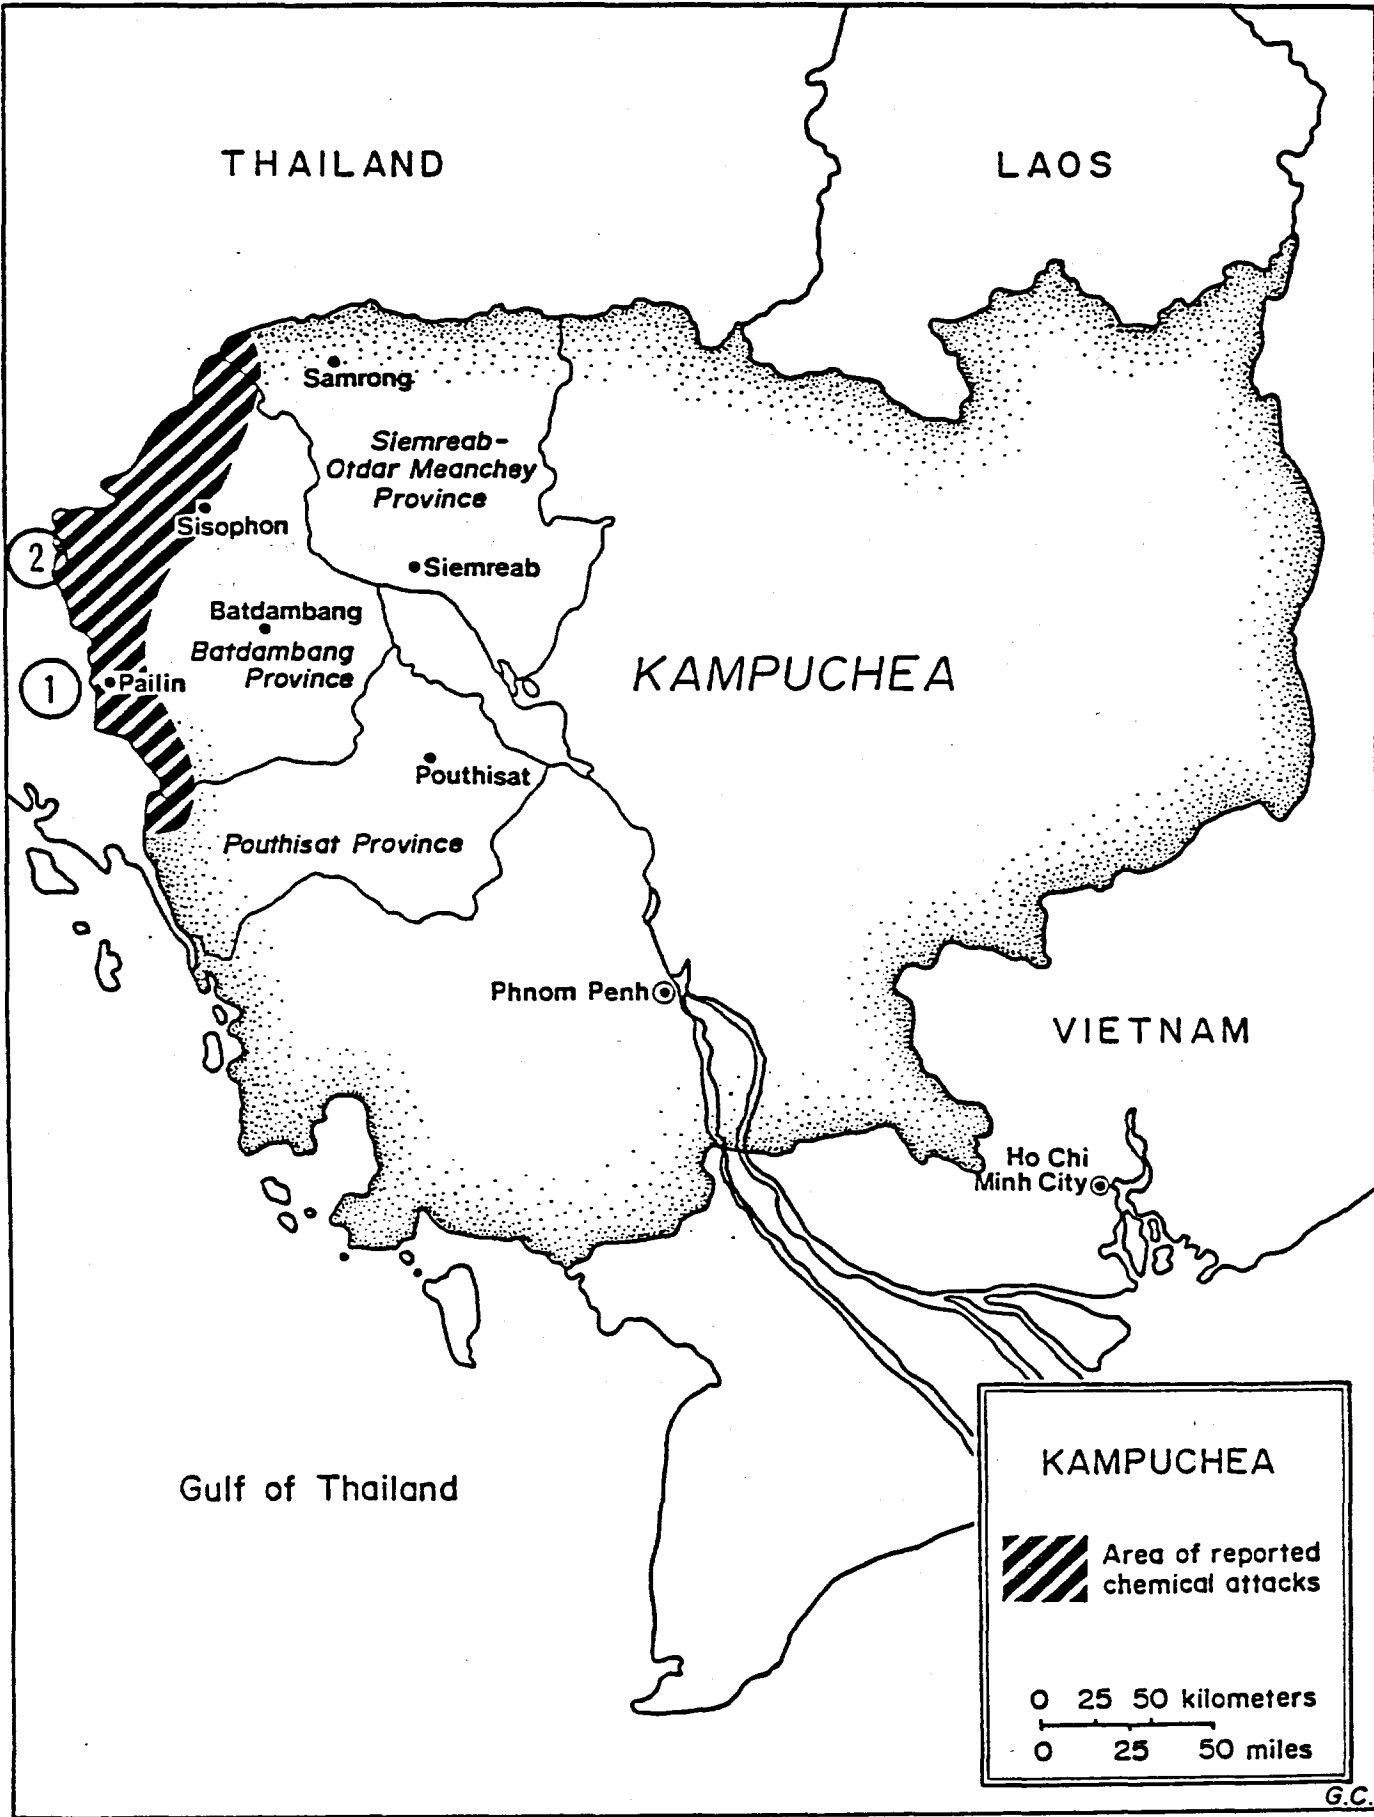 THAILAND
LAOS
Samrong
Siemreab-
Otdar Meanchey
Province
Sisophon
2
Siemreab
Batdambang
Batdambang
Province
KAMPUCHEA
1
Pailin
Pouthisat
Pouthisat Province
Phnom Penh
VIETNAM
Ho Chi
Minh City
Gulf of Thailand
KAMPUCHEA
Area of reported
chemical attacks
0 25 50 kilometers
0 25 50 miles
G.C.